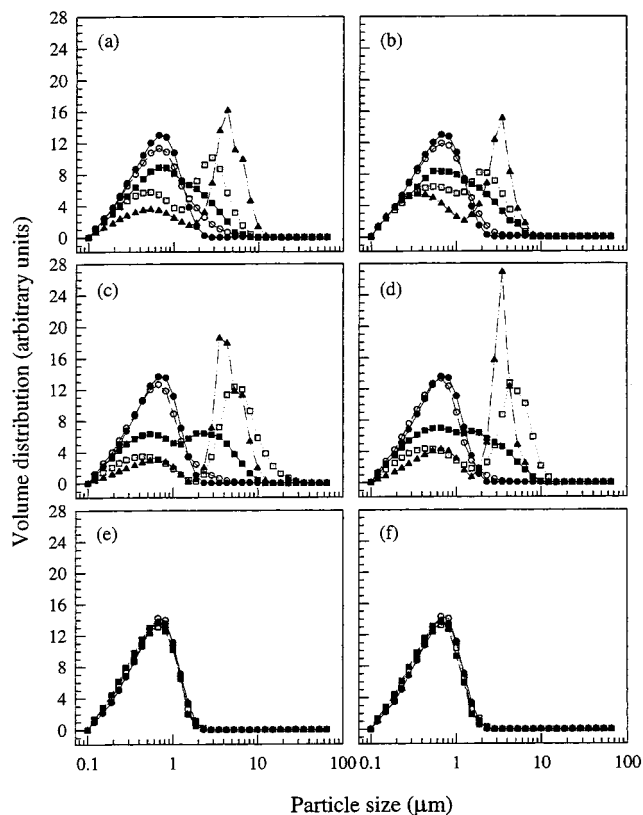 28
24
20
16
12
8
4
0
(a)
(b)
28
24
20
16
12
8
4
0
(c)
(d)
28
24
20
16
12
8
4
0
(e)
(f)
0.1 1 10 100
0.1 1 10 100
Volume distribution (arbitrary units)
Particle size (μm)